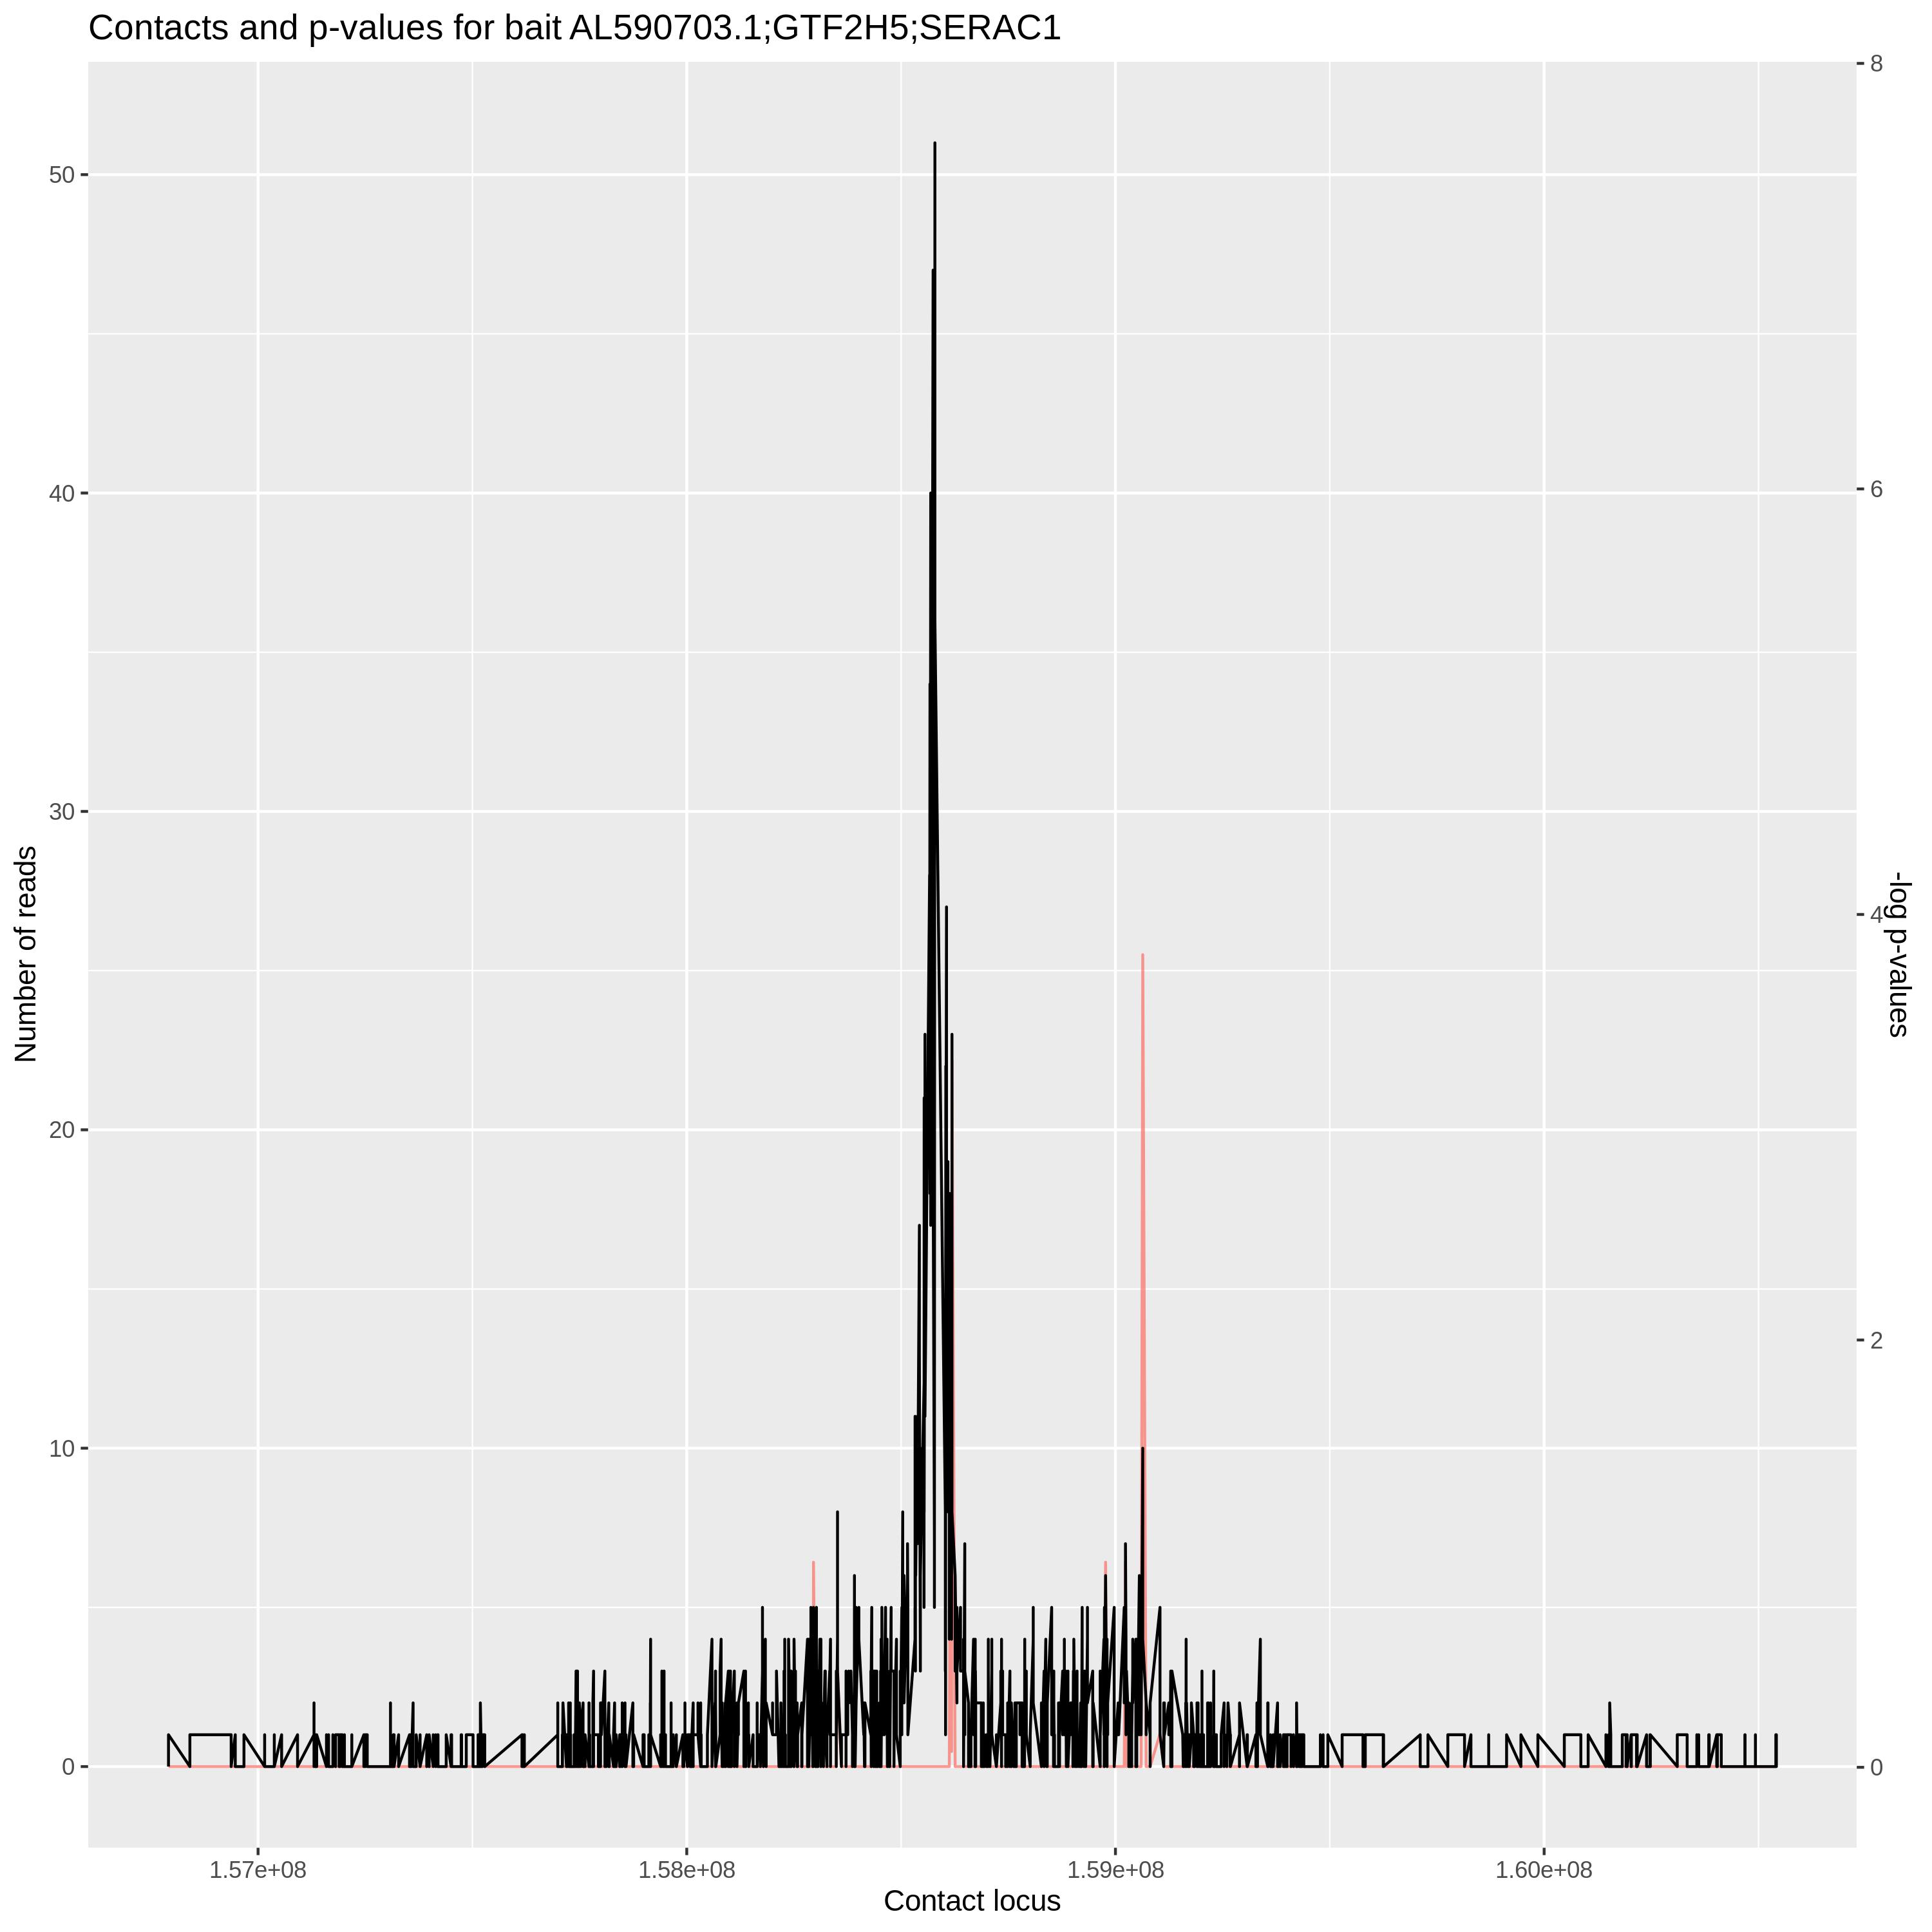 Contacts and p-values for bait AL590703.1;GTF2H5;SERAC1
Number of reads
50
40
30
20
10
0
8
6
4
2
0
-log p-values
1.57e+08 1.58e+08 1.59e+08 1.60e+08
Contact locus